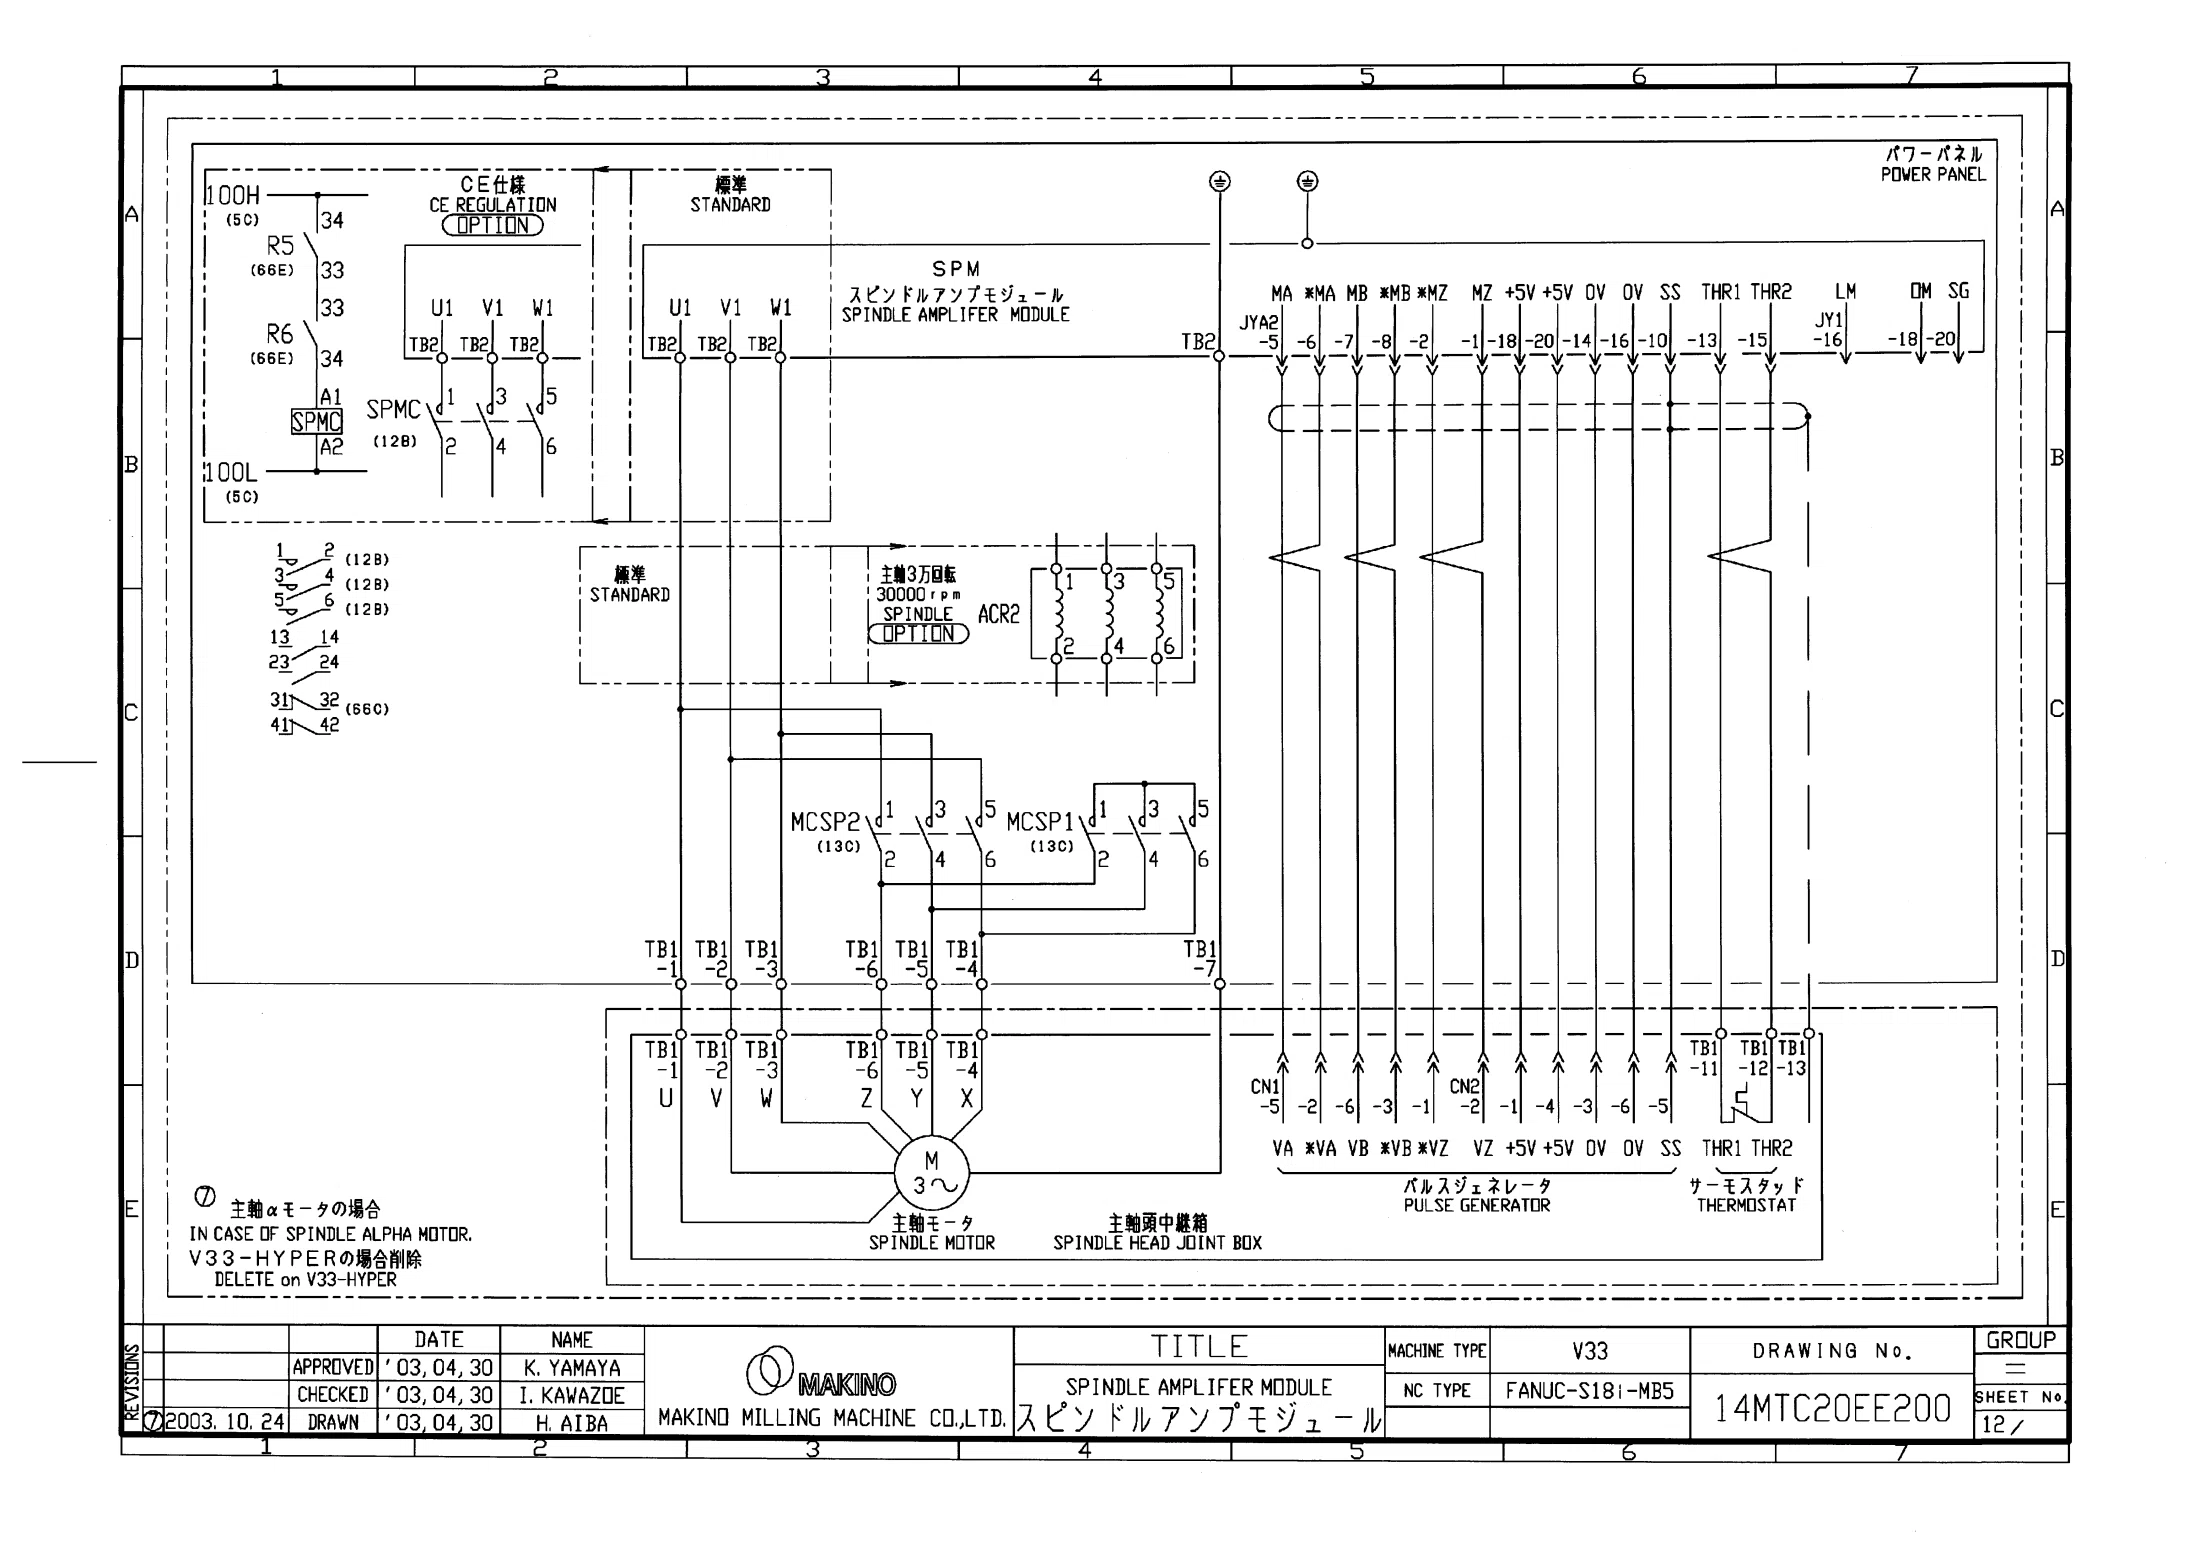 1 2 3 4 5 6 7
パワーパネル
POWER PANEL
A A
100H
(5C)
34
R5
(66E)
33
33
R6
(66E)
34
A1
SPMC
A2
100L
(5C)
CE仕様
CE REGULATION
OPTION
標準
STANDARD
U1 V1 W1
TB2 TB2 TB2
SPMC
(12B)
1 3 5
2 4 6
U1 V1 W1
TB2 TB2 TB2
SPM
スピンドルアンプモジュール
SPINDLE AMPLIFER MODULE
TB2
MA *MA MB *MB *MZ MZ +5V +5V 0V 0V SS THR1 THR2 LM 0M SG
JYA2 JY1
-5 -6 -7 -8 -2 -1 -18 -20 -14 -16 -10 -13 -15 -16 -18 -20
B B
1 2 (12B)
3 4 (12B)
5 6 (12B)
13 14
23 24
31 32 (66C)
41 42
標準
STANDARD
主軸3万回転
30000rpm
SPINDLE
OPTION
ACR2
1 3 5
2 4 6
C C
MCSP2
(13C)
1 3 5
2 4 6
MCSP1
(13C)
1 3 5
2 4 6
D D
TB1 TB1 TB1 TB1 TB1 TB1 TB1
-1 -2 -3 -6 -5 -4 -7
TB1 TB1 TB1 TB1 TB1 TB1
-1 -2 -3 -6 -5 -4
U V W Z Y X
TB1 TB1 TB1
-11 -12 -13
CN1 CN2
-5 -2 -6 -3 -1 -2 -1 -4 -3 -6 -5
VA *VA VB *VB *VZ VZ +5V +5V 0V 0V SS THR1 THR2
パルスジェネレータ
PULSE GENERATOR
サーモスタッド
THERMOSTAT
M
3〜
主軸モータ
SPINDLE MOTOR
主軸頭中継箱
SPINDLE HEAD JOINT BOX
E E
⑦ 主軸αモータの場合
IN CASE OF SPINDLE ALPHA MOTOR.
V33-HYPERの場合削除
DELETE on V33-HYPER
REVISIONS
⑦ 2003.10.24
DATE NAME
APPROVED '03,04,30 K. YAMAYA
CHECKED '03,04,30 I. KAWAZOE
DRAWN '03,04,30 H. AIBA
MAKINO
MAKINO MILLING MACHINE CO.,LTD.
TITLE
SPINDLE AMPLIFER MODULE
スピンドルアンプモジュール
MACHINE TYPE V33
NC TYPE FANUC-S18i-MB5
DRAWING No.
14MTC20EE200
GROUP
=
SHEET No.
12/
1 2 3 4 5 6 7